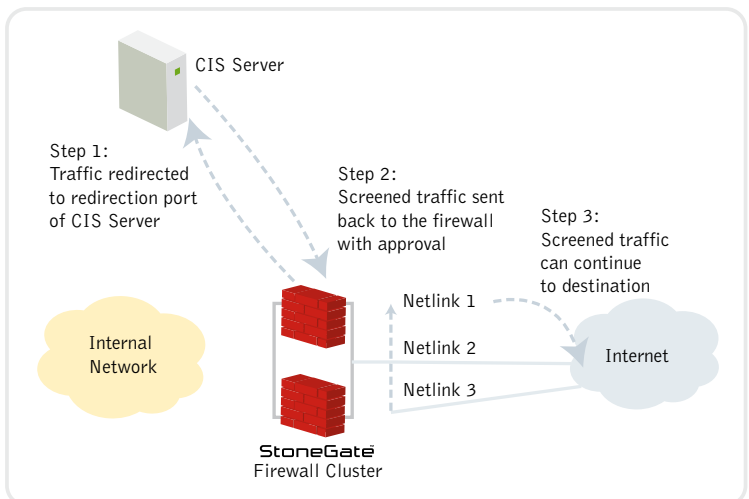 CIS Server
Step 1:
Traffic redirected
to redirection port
of CIS Server
Step 2:
Screened traffic sent
back to the firewall
with approval
Step 3:
Screened traffic
can continue
to destination
Netlink 1
Internal
Network
Netlink 2
Internet
Netlink 3
StoneGate™
Firewall Cluster